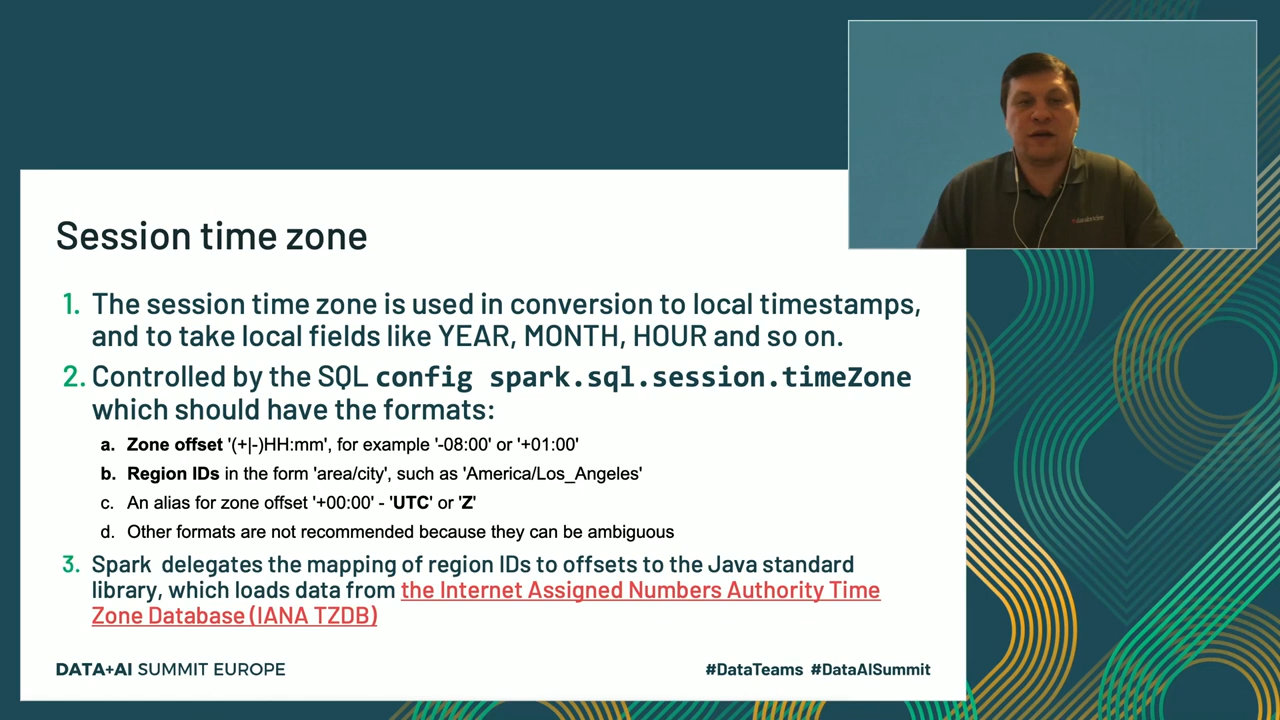 Session time zone
1. The session time zone is used in conversion to local timestamps,
and to take local fields like YEAR, MONTH, HOUR and so on.
2. Controlled by the SQL config spark.sql.session.timeZone
which should have the formats:
a. Zone offset '(+|-)HH:mm', for example '-08:00' or '+01:00'
b. Region IDs in the form 'area/city', such as 'America/Los_Angeles'
c. An alias for zone offset '+00:00' - 'UTC' or 'Z'
d. Other formats are not recommended because they can be ambiguous
3. Spark delegates the mapping of region IDs to offsets to the Java standard
library, which loads data from the Internet Assigned Numbers Authority Time
Zone Database (IANA TZDB)
DATA+AI SUMMIT EUROPE
#DataTeams #DataAISummit